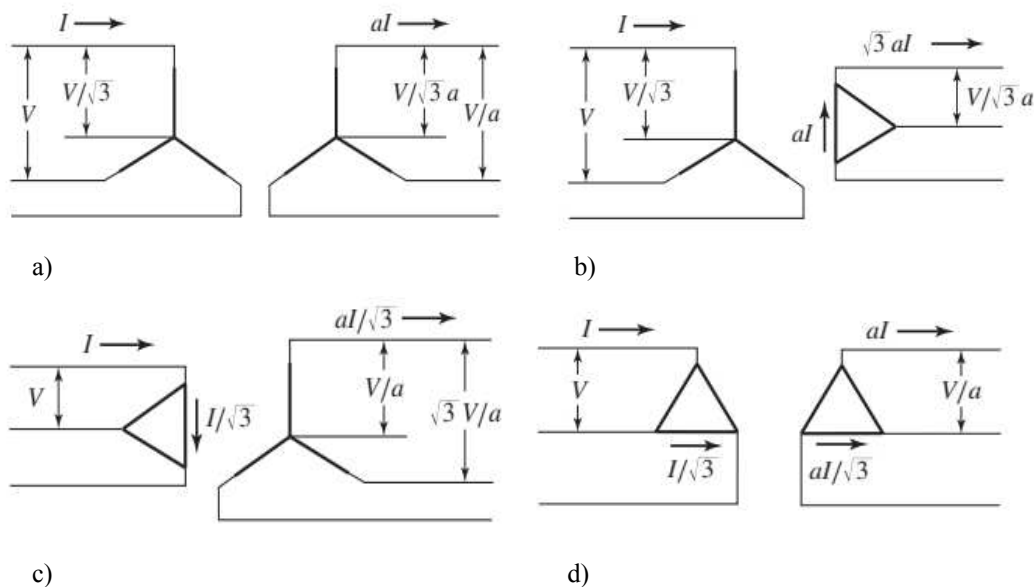 I
aI
V
V/√3
V/√3 a
V/a
a)
I
√3 aI
V
V/√3
aI
V/√3 a
b)
I
aI/√3
V
I/√3
V/a
√3 V/a
c)
I
aI
V
V/a
I/√3
aI/√3
d)